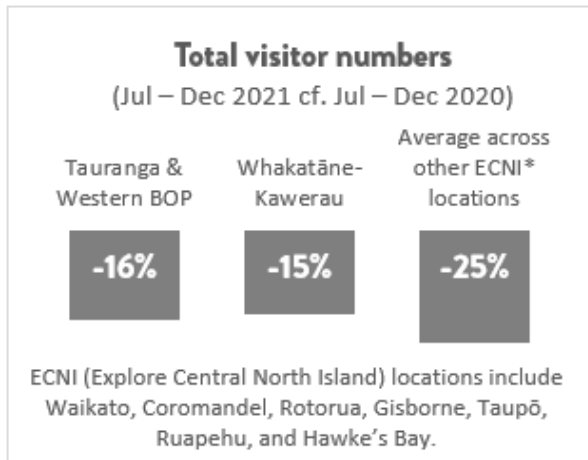 Total visitor numbers
(Jul – Dec 2021 cf. Jul – Dec 2020)
Tauranga &
Western BOP
Whakatāne-
Kawerau
Average across
other ECNI*
locations
-16%
-15%
-25%
ECNI (Explore Central North Island) locations include
Waikato, Coromandel, Rotorua, Gisborne, Taupō,
Ruapehu, and Hawke's Bay.